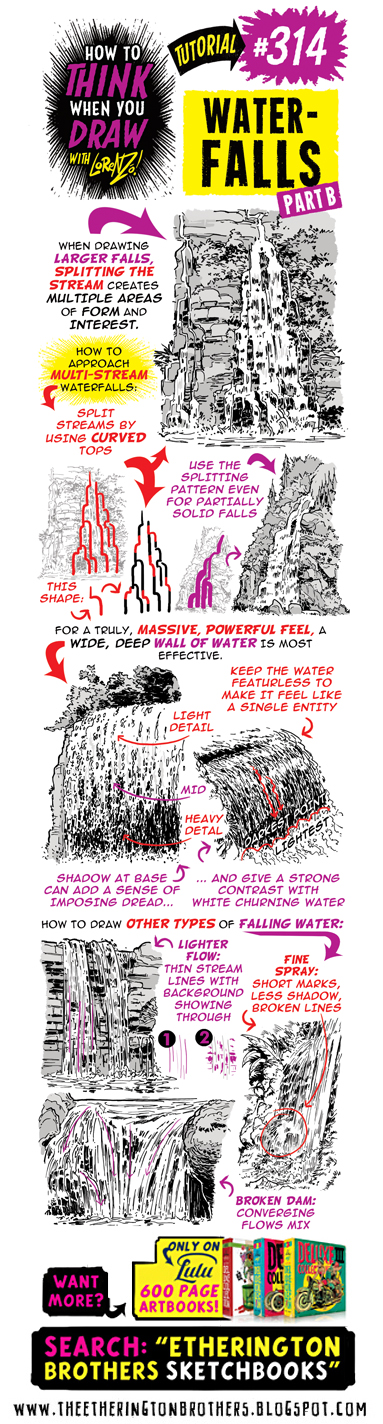 HOW TO
THINK
WHEN YOU
DRAW
WITH LORENZO!
TUTORIAL
#314
WATER-
FALLS
PART B
WHEN DRAWING
LARGER FALLS,
SPLITTING THE
STREAM CREATES
MULTIPLE AREAS
OF FORM AND
INTEREST.
HOW TO
APPROACH
MULTI-STREAM
WATERFALLS:
SPLIT
STREAMS BY
USING CURVED
TOPS
USE THE
SPLITTING
PATTERN EVEN
FOR PARTIALLY
SOLID FALLS
THIS
SHAPE:
FOR A TRULY, MASSIVE, POWERFUL FEEL, A
WIDE, DEEP WALL OF WATER IS MOST
EFFECTIVE.
KEEP THE WATER
FEATURLESS TO
MAKE IT FEEL LIKE
A SINGLE ENTITY
LIGHT
DETAIL
MID
HEAVY
DETAL
DARKEST POINT
LIGHTEST
SHADOW AT BASE
CAN ADD A SENSE OF
IMPOSING DREAD...
... AND GIVE A STRONG
CONTRAST WITH
WHITE CHURNING WATER
HOW TO DRAW OTHER TYPES OF FALLING WATER:
LIGHTER
FLOW:
THIN STREAM
LINES WITH
BACKGROUND
SHOWING
THROUGH
1
2
FINE
SPRAY:
SHORT MARKS,
LESS SHADOW,
BROKEN LINES
BROKEN DAM:
CONVERGING
FLOWS MIX
WANT
MORE?
ONLY ON
Lulu
600 PAGE
ARTBOOKS!
DELUXE III
SEARCH: "ETHERINGTON
BROTHERS SKETCHBOOKS"
WWW.THEETHERINGTONBROTHERS.BLOGSPOT.COM